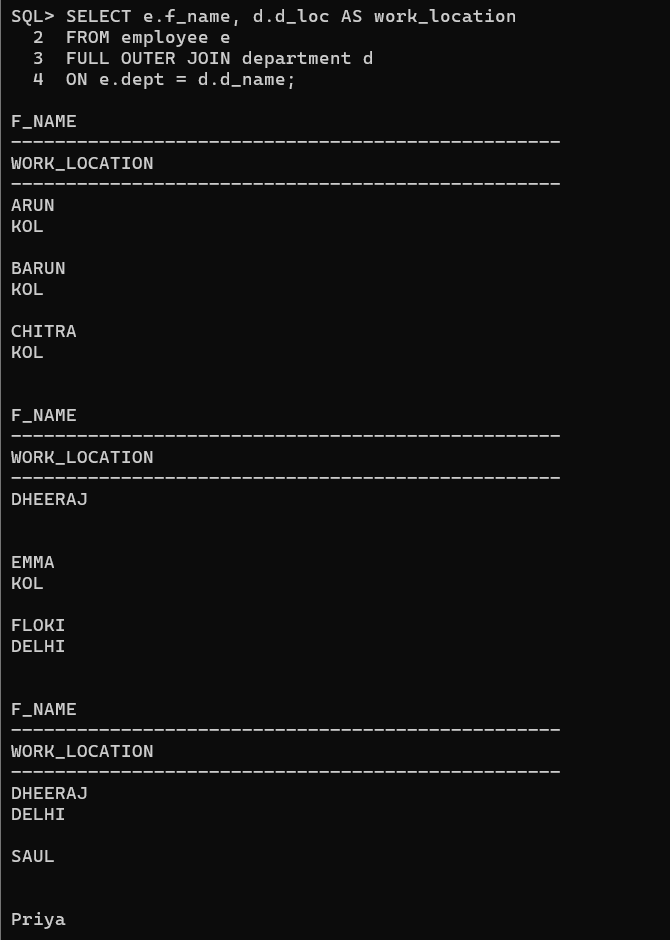 SQL> SELECT e.f_name, d.d_loc AS work_location
  2  FROM employee e
  3  FULL OUTER JOIN department d
  4  ON e.dept = d.d_name;

F_NAME
--------------------------------------------------
WORK_LOCATION
--------------------------------------------------
ARUN
KOL

BARUN
KOL

CHITRA
KOL


F_NAME
--------------------------------------------------
WORK_LOCATION
--------------------------------------------------
DHEERAJ


EMMA
KOL

FLOKI
DELHI


F_NAME
--------------------------------------------------
WORK_LOCATION
--------------------------------------------------
DHEERAJ
DELHI

SAUL


Priya